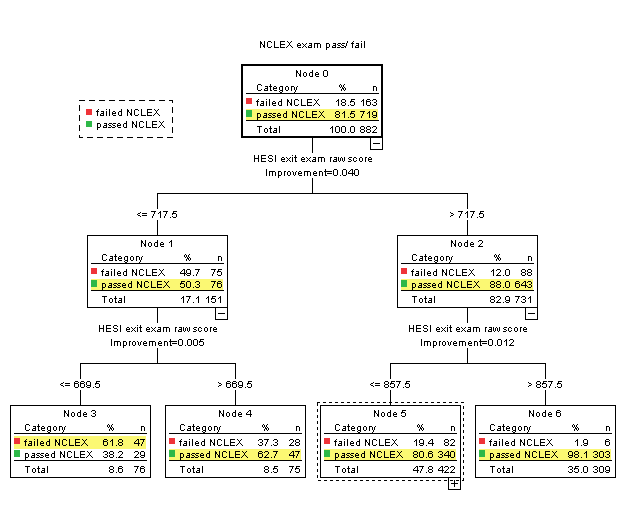 NCLEX exam pass/ fail
Node 0
Category % n
failed NCLEX 18.5 163
passed NCLEX 81.5 719
Total 100.0 882
failed NCLEX
passed NCLEX
HESI exit exam raw score
Improvement=0.040
<= 717.5
> 717.5
Node 1
Category % n
failed NCLEX 49.7 75
passed NCLEX 50.3 76
Total 17.1 151
Node 2
Category % n
failed NCLEX 12.0 88
passed NCLEX 88.0 643
Total 82.9 731
HESI exit exam raw score
Improvement=0.005
HESI exit exam raw score
Improvement=0.012
<= 669.5
> 669.5
<= 857.5
> 857.5
Node 3
Category % n
failed NCLEX 61.8 47
passed NCLEX 38.2 29
Total 8.6 76
Node 4
Category % n
failed NCLEX 37.3 28
passed NCLEX 62.7 47
Total 8.5 75
Node 5
Category % n
failed NCLEX 19.4 82
passed NCLEX 80.6 340
Total 47.8 422
Node 6
Category % n
failed NCLEX 1.9 6
passed NCLEX 98.1 303
Total 35.0 309